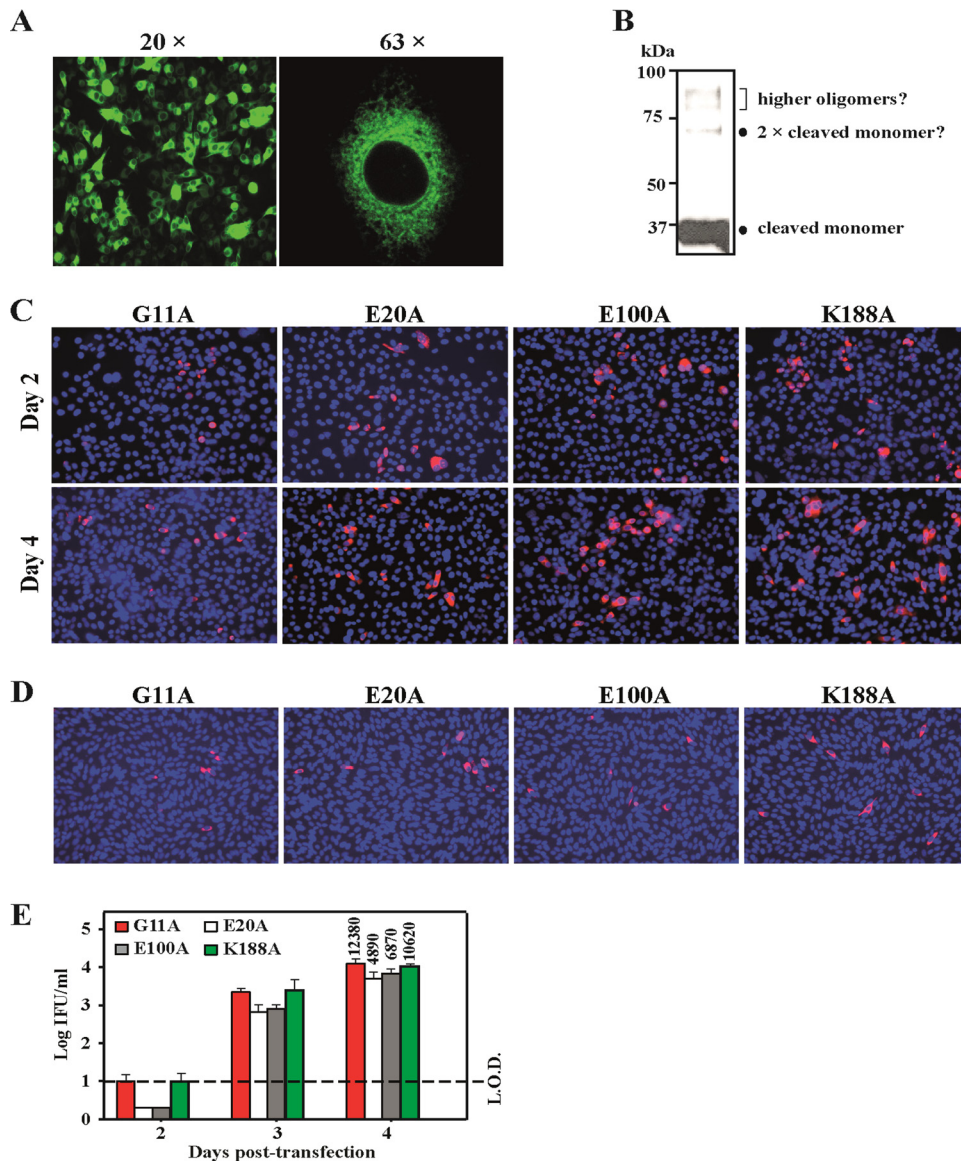 A
20 ×
63 ×
B
kDa
100
75
50
37
higher oligomers?
2 × cleaved monomer?
cleaved monomer
C
G11A
E20A
E100A
K188A
Day 2
Day 4
D
G11A
E20A
E100A
K188A
E
G11A
E20A
E100A
K188A
12380
4890
6870
10620
Log IFU/ml
5
4
3
2
1
0
L.O.D.
2
3
4
Days post-transfection